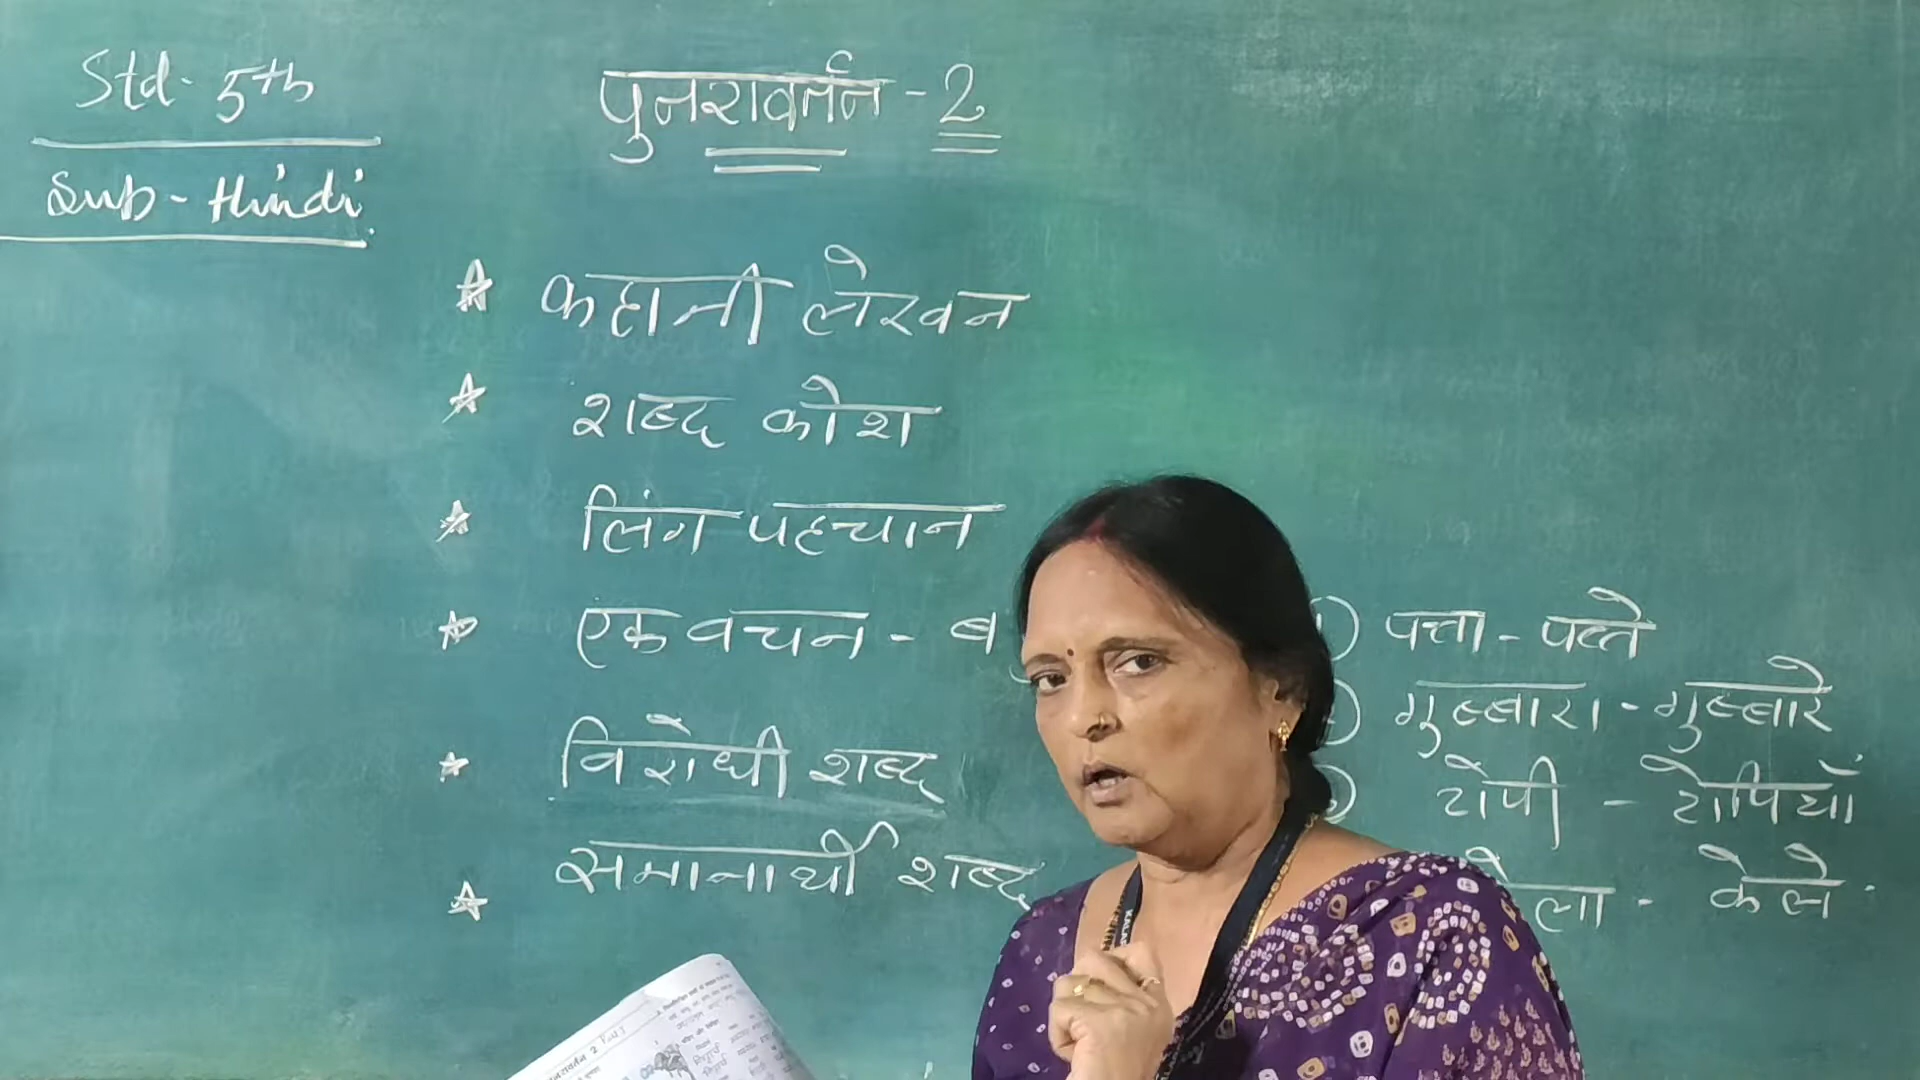 Std- 5th
Sub - Hindi
पुनरावर्तन - 2
कहानी लेखन
शब्द कोश
लिंग पहचान
एकवचन - ब
विरोधी शब्द
समानार्थी शब्द
पत्ता - पत्ते
गुब्बारा - गुब्बारे
टोपी - टोपियाँ
ला - केले